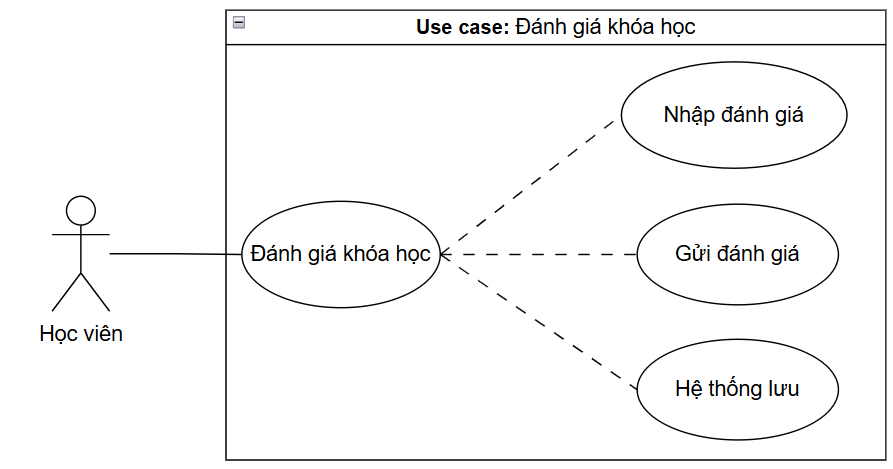 Use case: Đánh giá khóa học
Nhập đánh giá
Đánh giá khóa học
Gửi đánh giá
Học viên
Hệ thống lưu